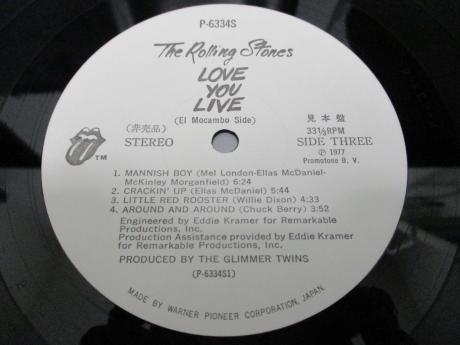 P-6334S
The Rolling Stones
LOVE
YOU
LIVE
(El Mocambo Side)
(非売品)
見本盤
STEREO
33⅓RPM
SIDE THREE
TM
Ⓟ 1977
Promotone B. V.
1. MANNISH BOY (Mel London-Ellas McDaniel-
McKinley Morganfield) 6:24
2. CRACKIN' UP (Ellas McDaniel) 5:44
3. LITTLE RED ROOSTER (Willie Dixon) 4:33
4. AROUND AND AROUND (Chuck Berry) 3:52
Engineered by Eddie Kramer for Remarkable
Productions, Inc.
Production Assistance provided by Eddie Kramer
for Remarkable Productions, Inc.
PRODUCED BY THE GLIMMER TWINS
(P-6334S1)
MADE BY WARNER PIONEER CORPORATION, JAPAN.